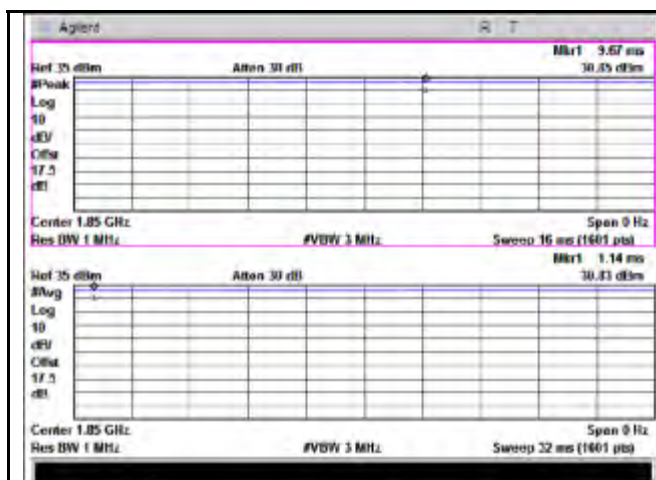 Agilent R T
Mkr1 9.67 ms
Ref 35 dBm Atten 30 dB 30.85 dBm
#Peak
Log
10
dB/
Offst
17.5
dB
Center 1.85 GHz Span 0 Hz
Res BW 1 MHz #VBW 3 MHz Sweep 16 ms (1601 pts)
Mkr1 1.14 ms
Ref 35 dBm Atten 30 dB 30.83 dBm
#Avg
Log
10
dB/
Offst
17.5
dB
Center 1.85 GHz Span 0 Hz
Res BW 1 MHz #VBW 3 MHz Sweep 32 ms (1601 pts)